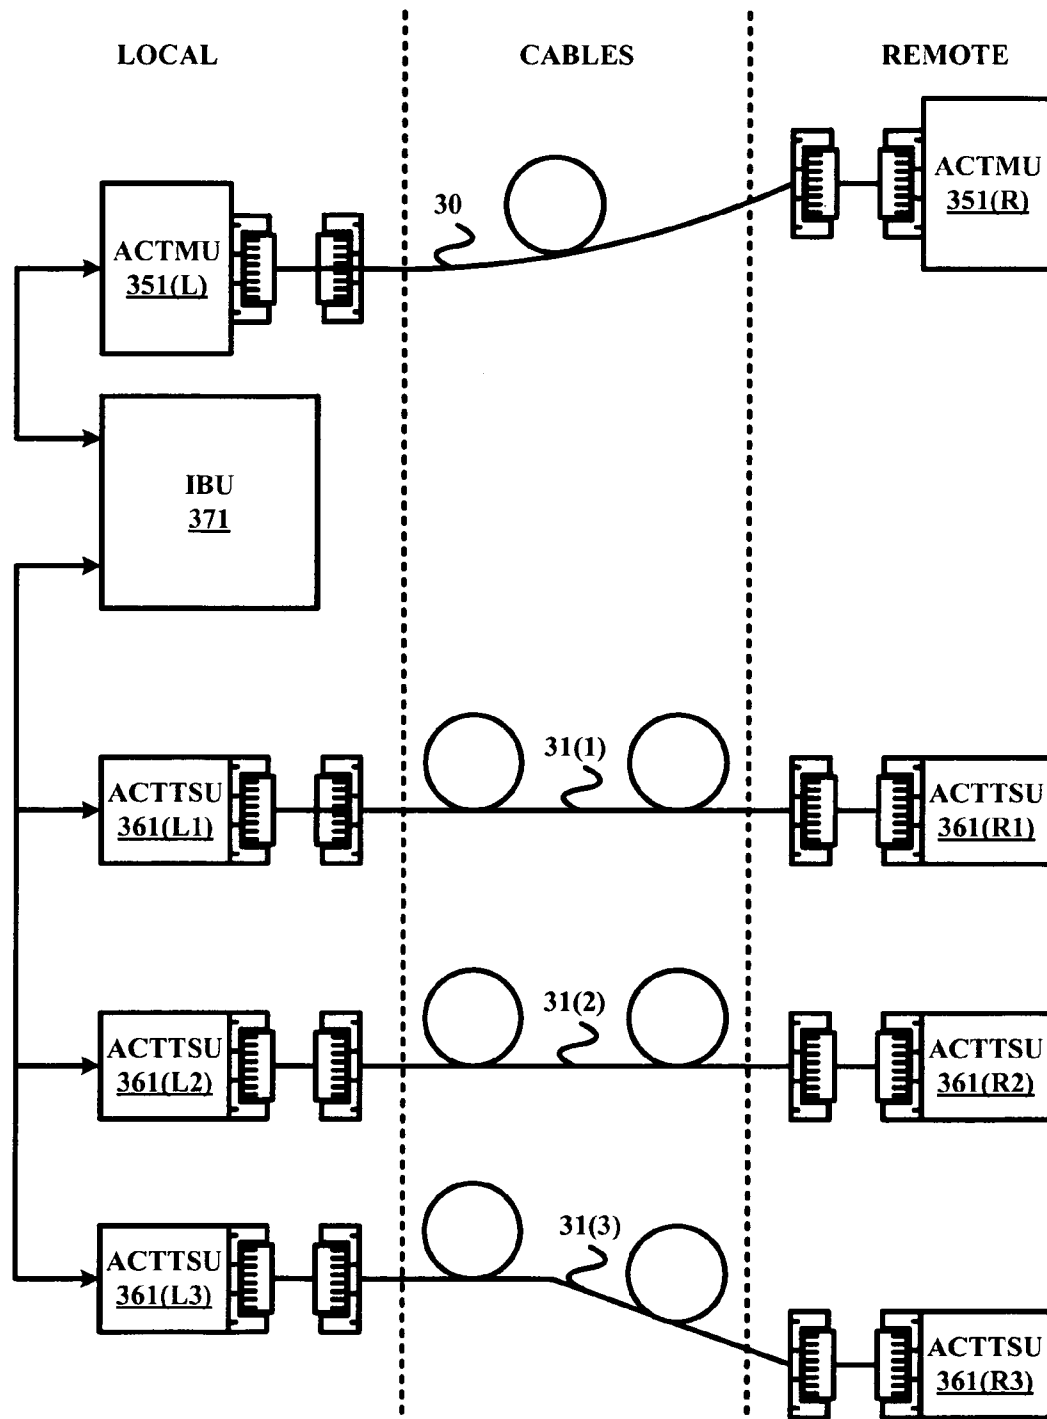 LOCAL
CABLES
REMOTE
ACTMU
351(R)
30
ACTMU
351(L)
IBU
371
31(1)
ACTTSU
361(L1)
ACTTSU
361(R1)
31(2)
ACTTSU
361(L2)
ACTTSU
361(R2)
31(3)
ACTTSU
361(L3)
ACTTSU
361(R3)